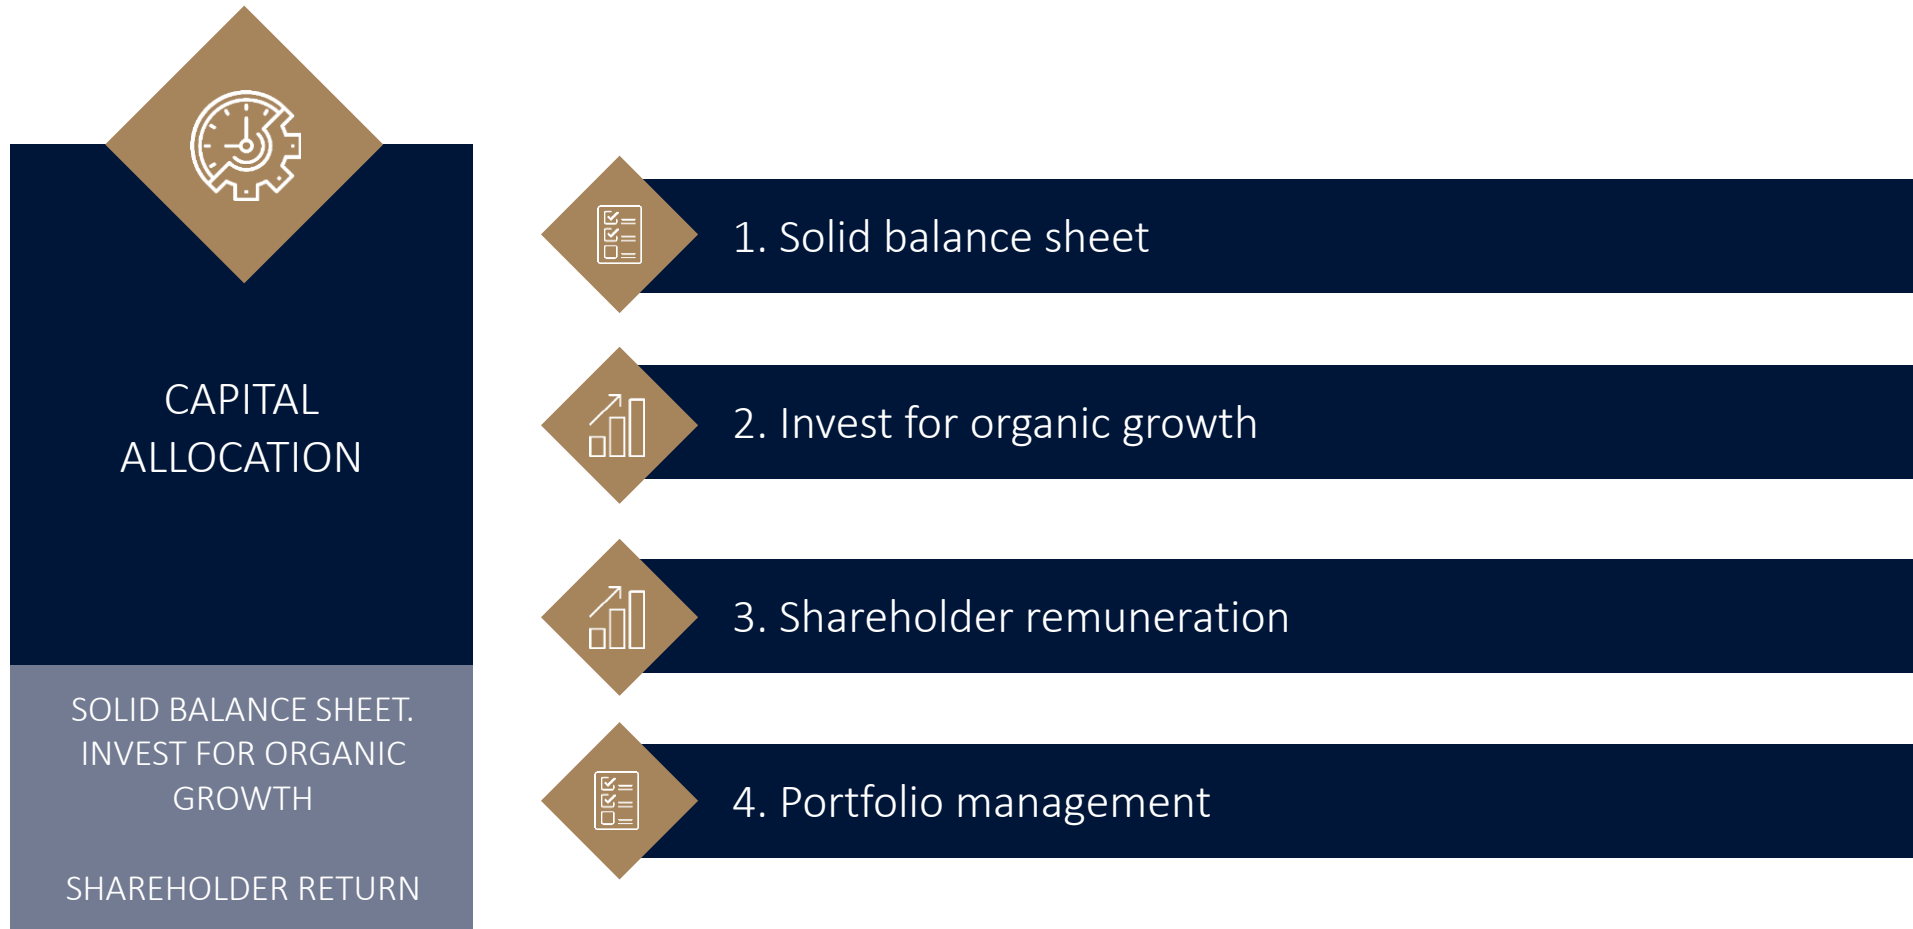 CAPITAL
ALLOCATION
SOLID BALANCE SHEET.
INVEST FOR ORGANIC
GROWTH
SHAREHOLDER RETURN
1. Solid balance sheet
2. Invest for organic growth
3. Shareholder remuneration
4. Portfolio management